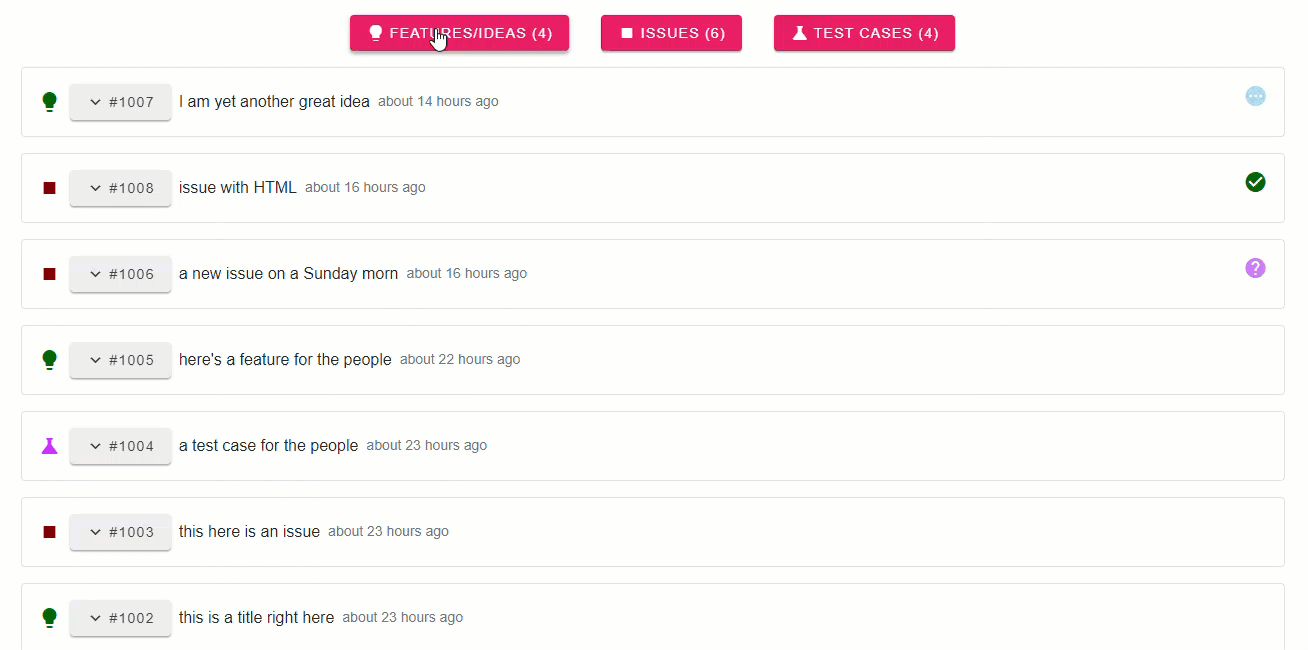 FEATURES/IDEAS (4) ISSUES (6) TEST CASES (4)
#1007 I am yet another great idea about 14 hours ago
#1008 issue with HTML about 16 hours ago
#1006 a new issue on a Sunday morn about 16 hours ago
#1005 here's a feature for the people about 22 hours ago
#1004 a test case for the people about 23 hours ago
#1003 this here is an issue about 23 hours ago
#1002 this is a title right here about 23 hours ago